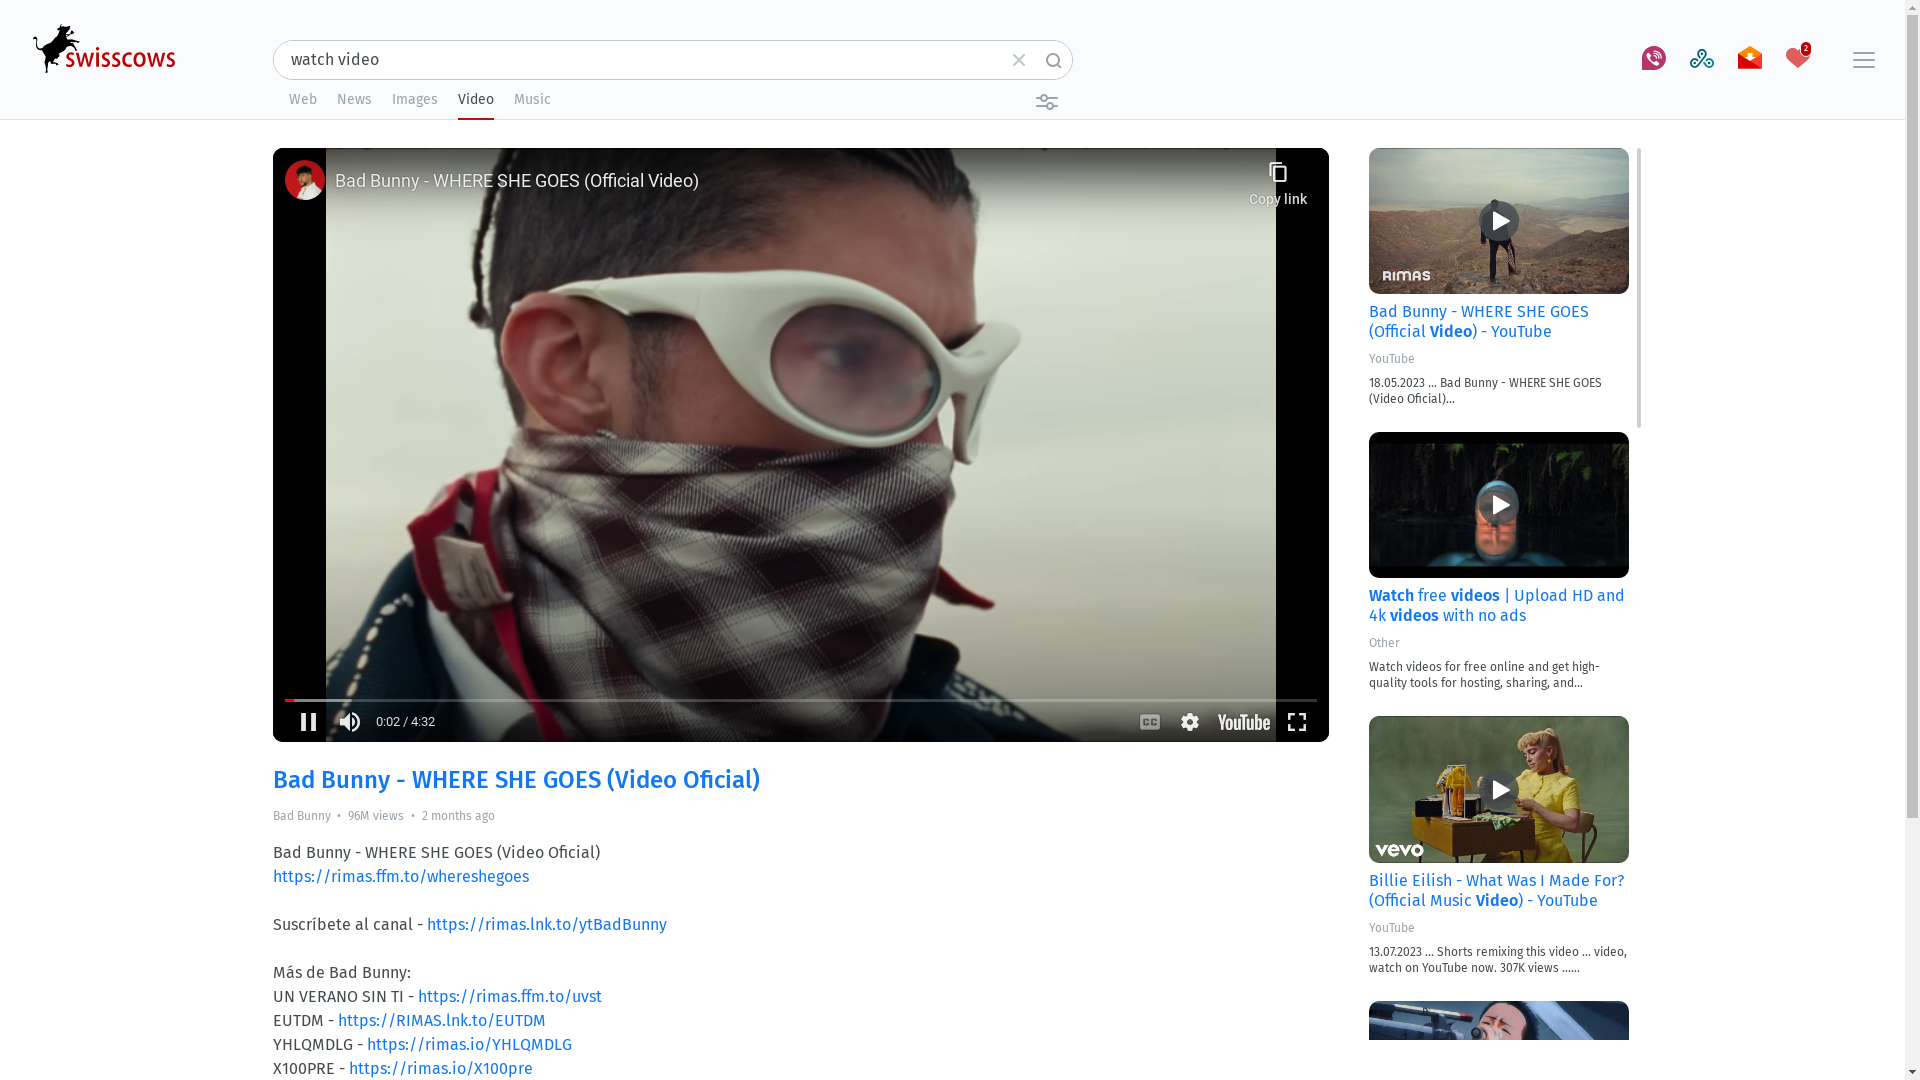 swisscows
watch video
2
Web
News
Images
Video
Music
Bad Bunny - WHERE SHE GOES (Official Video)
Copy link
0:02 / 4:32
CC
YouTube
Bad Bunny - WHERE SHE GOES (Video Oficial)
Bad Bunny • 96M views • 2 months ago
Bad Bunny - WHERE SHE GOES (Video Oficial)
https://rimas.ffm.to/whereshegoes
Suscríbete al canal - https://rimas.lnk.to/ytBadBunny
Más de Bad Bunny:
UN VERANO SIN TI - https://rimas.ffm.to/uvst
EUTDM - https://RIMAS.lnk.to/EUTDM
YHLQMDLG - https://rimas.io/YHLQMDLG
X100PRE - https://rimas.io/X100pre
RIMAS
Bad Bunny - WHERE SHE GOES
(Official Video) - YouTube
YouTube
18.05.2023 ... Bad Bunny - WHERE SHE GOES
(Video Oficial)...
Watch free videos | Upload HD and
4k videos with no ads
Other
Watch videos for free online and get high-
quality tools for hosting, sharing, and...
vevo
Billie Eilish - What Was I Made For?
(Official Music Video) - YouTube
YouTube
13.07.2023 ... Shorts remixing this video ... video,
watch on YouTube now. 307K views ......